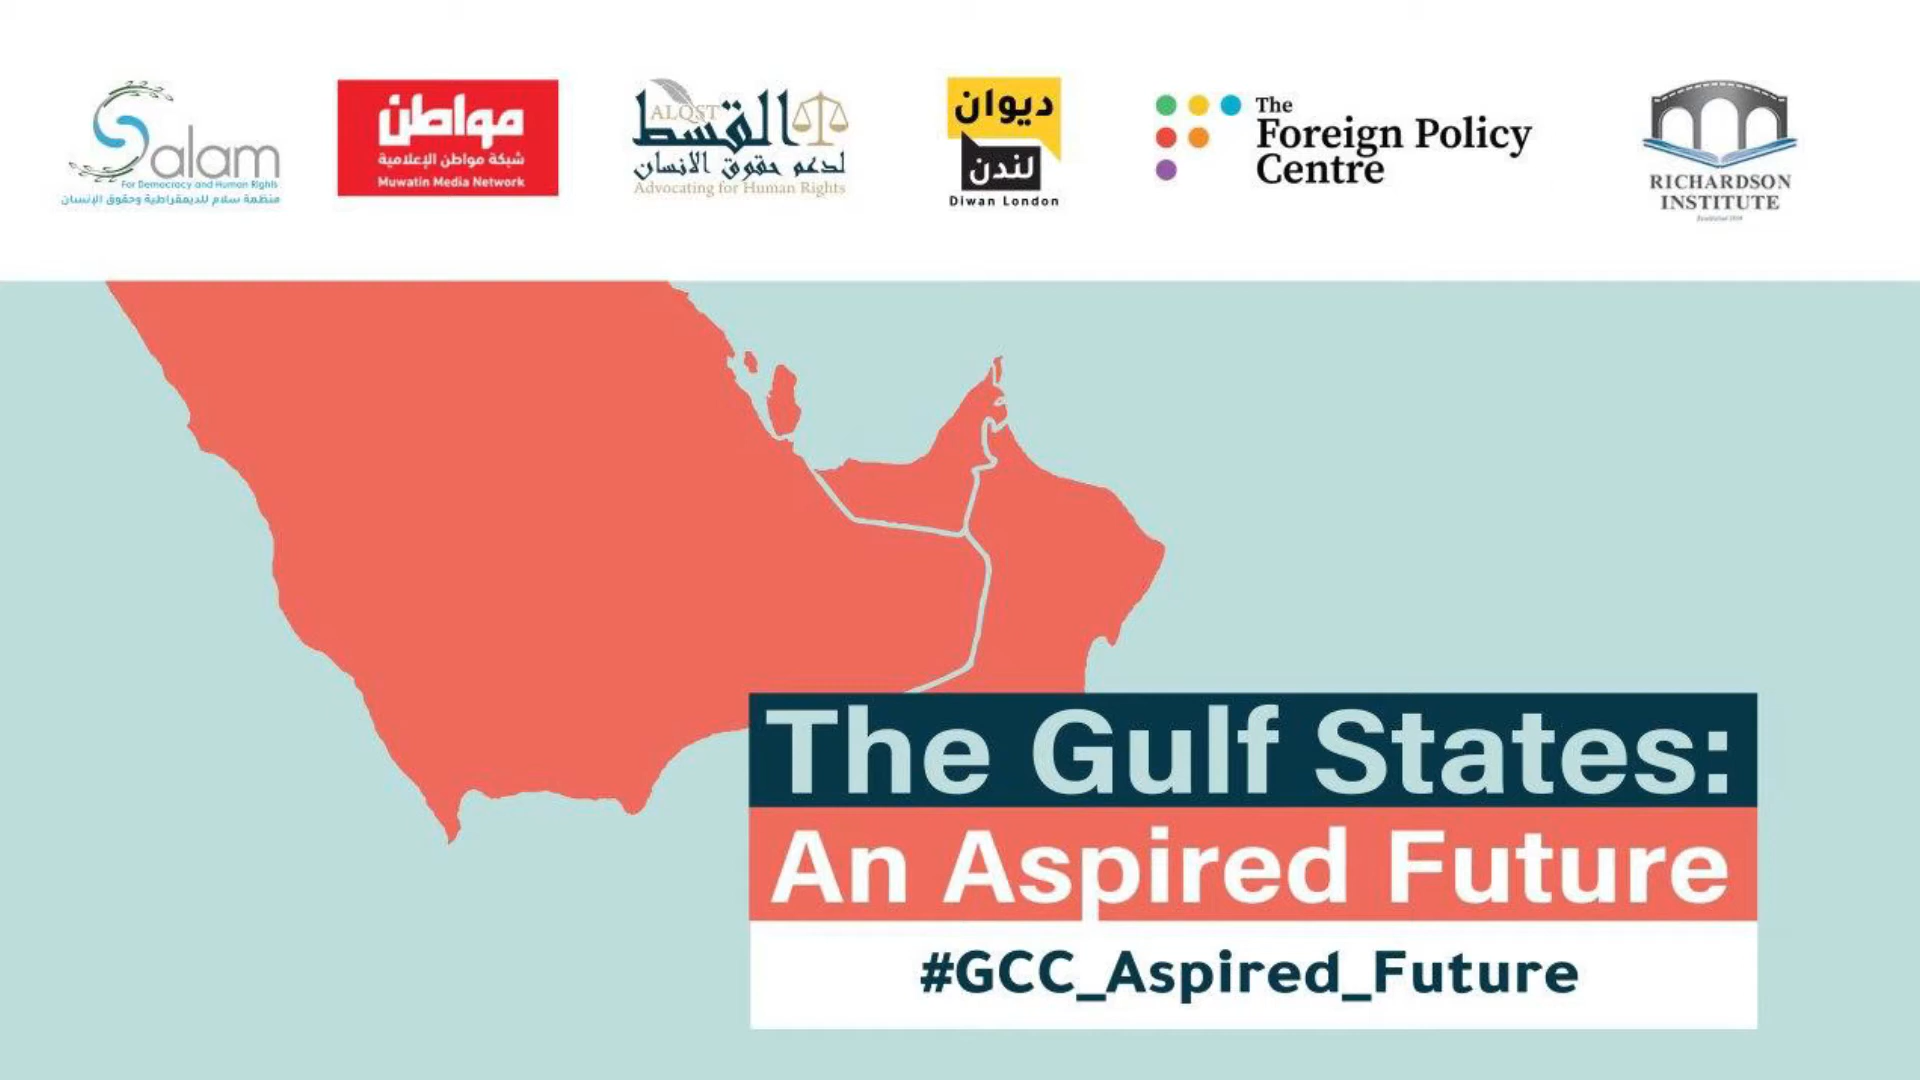 Salam
For Democracy and Human Rights
منظمة سلام للديمقراطية وحقوق الإنسان
مواطن
شبكة مواطن الإعلامية
Muwatin Media Network
ALQST
القسط
لدعم حقوق الانسان
Advocating for Human Rights
ديوان
لندن
Diwan London
The
Foreign Policy
Centre
RICHARDSON
INSTITUTE
The Gulf States:
An Aspired Future
#GCC_Aspired_Future